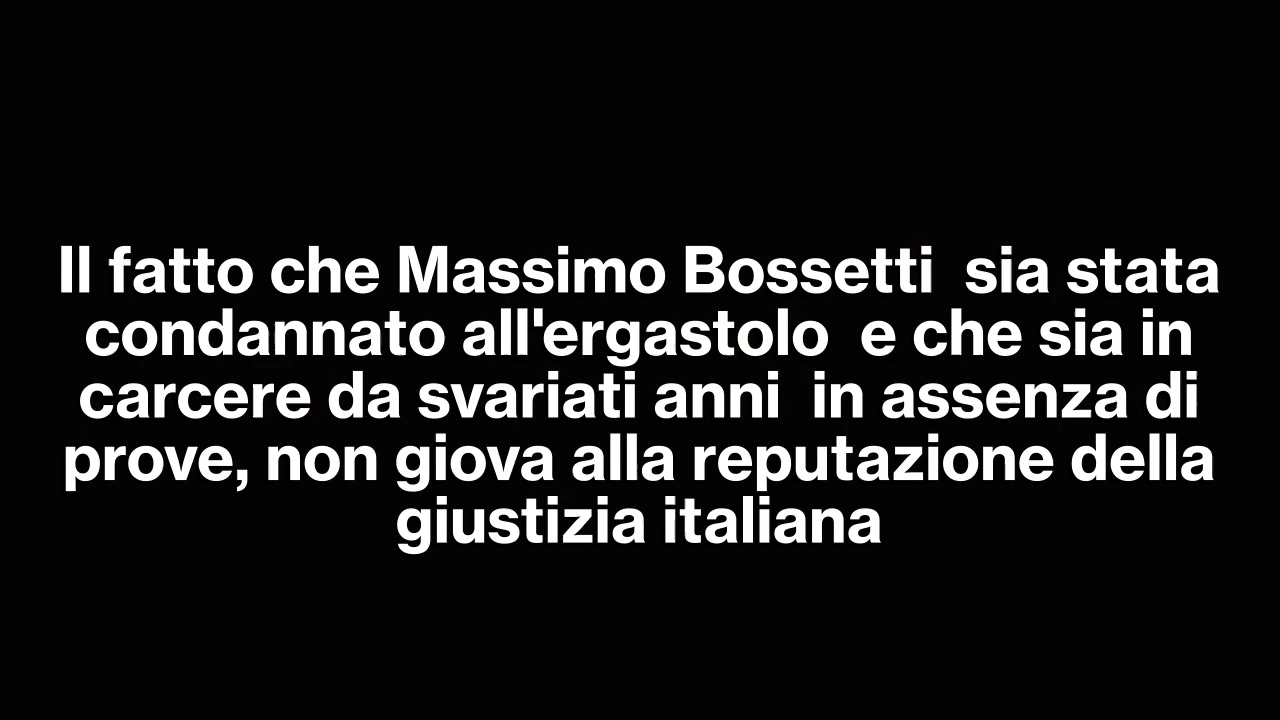 Il fatto che Massimo Bossetti  sia stata
condannato all'ergastolo  e che sia in
carcere da svariati anni  in assenza di
prove, non giova alla reputazione della
giustizia italiana